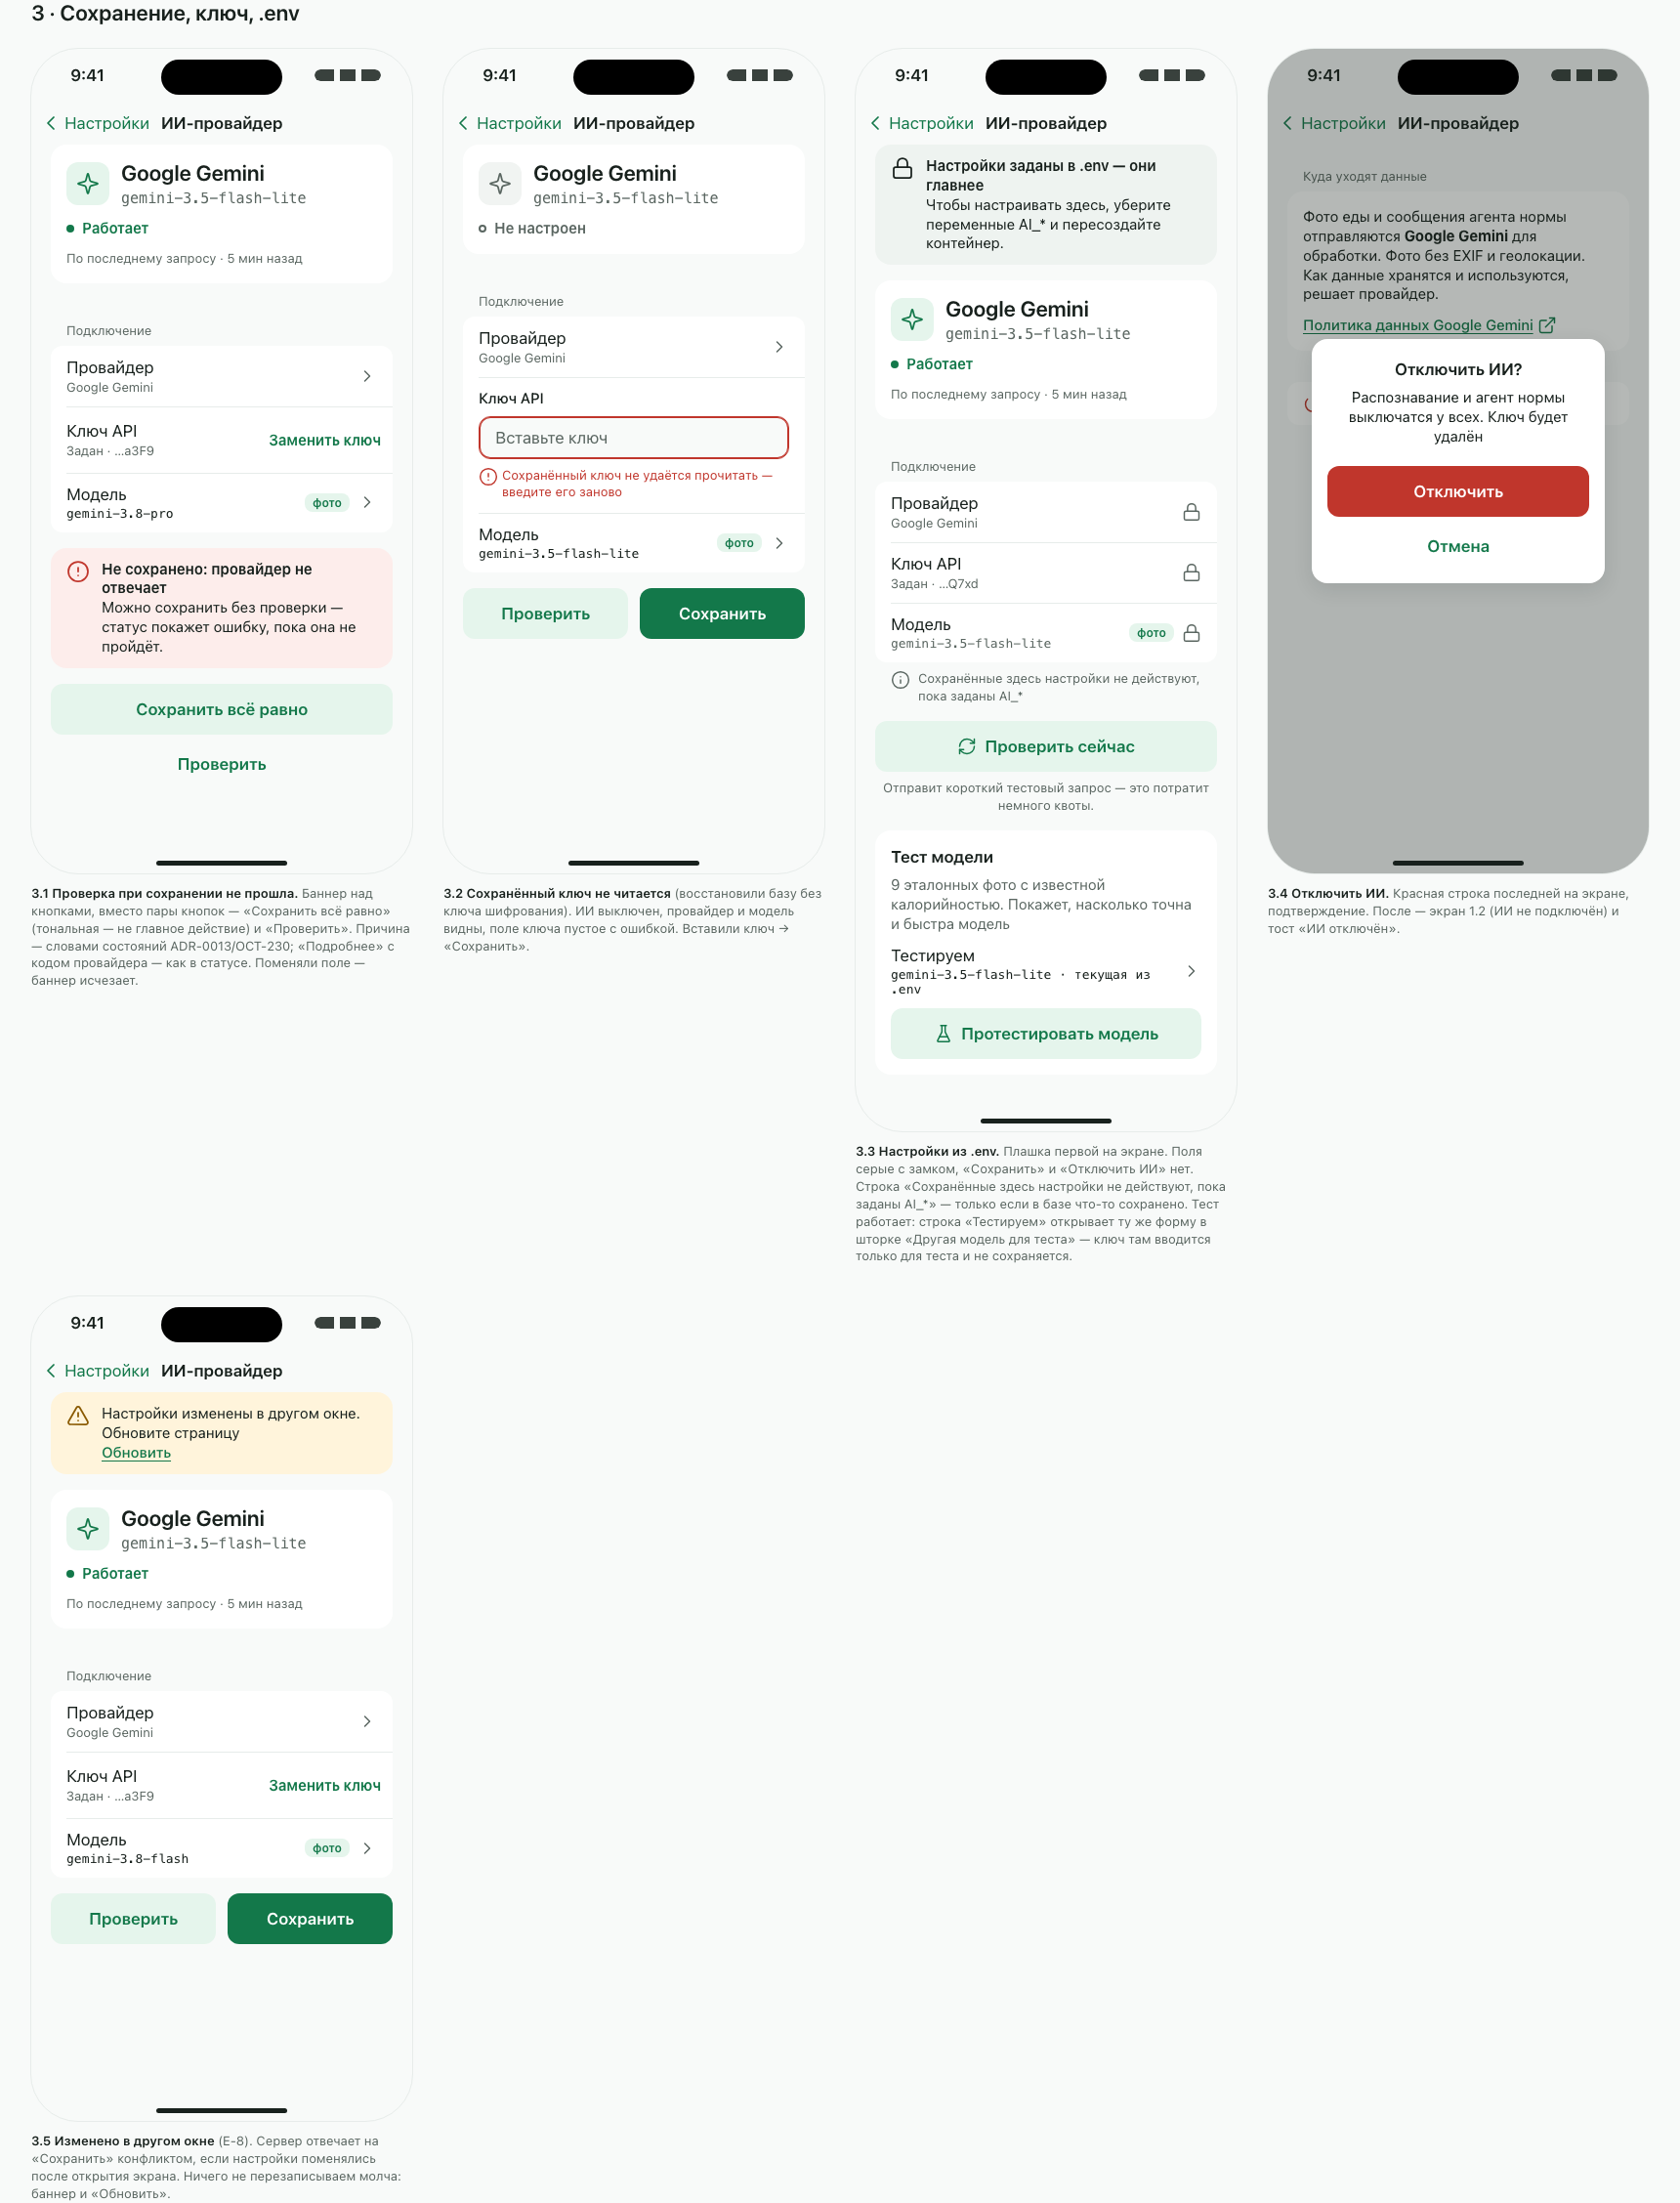 3 · Сохранение, ключ, .env
9:41
Настройки ИИ-провайдер
Google Gemini
gemini-3.5-flash-lite
Работает
По последнему запросу · 5 мин назад
Подключение
Провайдер
Google Gemini
Ключ API
Задан · …a3F9
Заменить ключ
Модель
gemini-3.8-pro
фото
Не сохранено: провайдер не
отвечает
Можно сохранить без проверки —
статус покажет ошибку, пока она не
пройдёт.
Сохранить всё равно
Проверить
3.1 Проверка при сохранении не прошла. Баннер над
кнопками, вместо пары кнопок — «Сохранить всё равно»
(тональная — не главное действие) и «Проверить». Причина
— словами состояний ADR-0013/ОСТ-230; «Подробнее» с
кодом провайдера — как в статусе. Поменяли поле —
баннер исчезает.
9:41
Настройки ИИ-провайдер
Google Gemini
gemini-3.5-flash-lite
Не настроен
Подключение
Провайдер
Google Gemini
Ключ API
Вставьте ключ
Сохранённый ключ не удаётся прочитать —
введите его заново
Модель
gemini-3.5-flash-lite
фото
Проверить
Сохранить
3.2 Сохранённый ключ не читается (восстановили базу без
ключа шифрования). ИИ выключен, провайдер и модель
видны, поле ключа пустое с ошибкой. Вставили ключ →
«Сохранить».
9:41
Настройки ИИ-провайдер
Настройки заданы в .env — они
главнее
Чтобы настраивать здесь, уберите
переменные AI_* и пересоздайте
контейнер.
Google Gemini
gemini-3.5-flash-lite
Работает
По последнему запросу · 5 мин назад
Подключение
Провайдер
Google Gemini
Ключ API
Задан · …Q7xd
Модель
gemini-3.5-flash-lite
фото
Сохранённые здесь настройки не действуют,
пока заданы AI_*
Проверить сейчас
Отправит короткий тестовый запрос — это потратит
немного квоты.
Тест модели
9 эталонных фото с известной
калорийностью. Покажет, насколько точна
и быстра модель
Тестируем
gemini-3.5-flash-lite · текущая из
.env
Протестировать модель
3.3 Настройки из .env. Плашка первой на экране. Поля
серые с замком, «Сохранить» и «Отключить ИИ» нет.
Строка «Сохранённые здесь настройки не действуют, пока
заданы AI_*» — только если в базе что-то сохранено. Тест
работает: строка «Тестируем» открывает ту же форму в
шторке «Другая модель для теста» — ключ там вводится
только для теста и не сохраняется.
9:41
Настройки ИИ-провайдер
Куда уходят данные
Фото еды и сообщения агента нормы
отправляются Google Gemini для
обработки. Фото без EXIF и геолокации.
Как данные хранятся и используются,
решает провайдер.
Политика данных Google Gemini
Отключить ИИ?
Распознавание и агент нормы
выключатся у всех. Ключ будет
удалён
Отключить
Отмена
3.4 Отключить ИИ. Красная строка последней на экране,
подтверждение. После — экран 1.2 (ИИ не подключён) и
тост «ИИ отключён».
9:41
Настройки ИИ-провайдер
Настройки изменены в другом окне.
Обновите страницу
Обновить
Google Gemini
gemini-3.5-flash-lite
Работает
По последнему запросу · 5 мин назад
Подключение
Провайдер
Google Gemini
Ключ API
Задан · …a3F9
Заменить ключ
Модель
gemini-3.8-flash
фото
Проверить
Сохранить
3.5 Изменено в другом окне (E-8). Сервер отвечает на
«Сохранить» конфликтом, если настройки поменялись
после открытия экрана. Ничего не перезаписываем молча:
баннер и «Обновить».